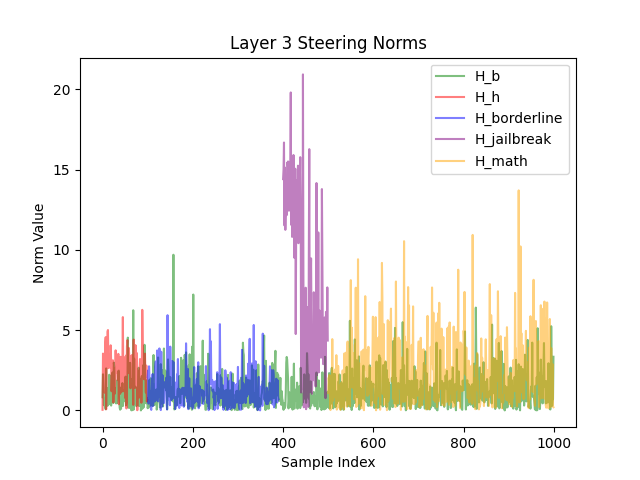 Layer 3 Steering Norms
H_b
H_h
H_borderline
H_jailbreak
H_math
Norm Value
20
15
10
5
0
0
200
400
600
800
1000
Sample Index